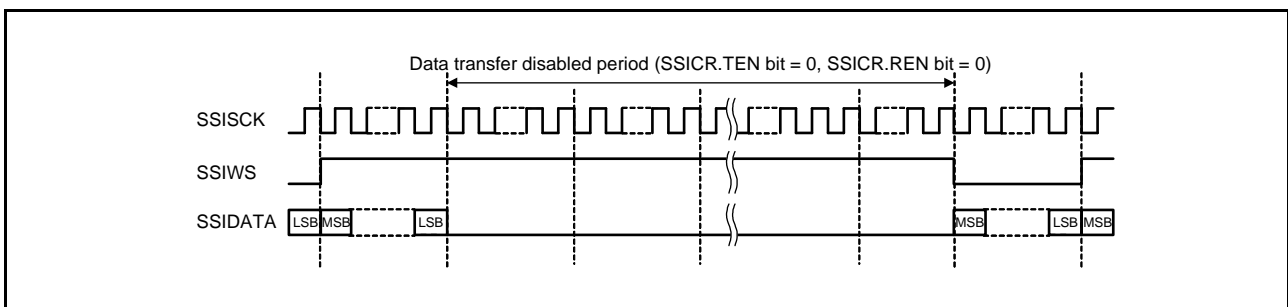 Data transfer disabled period (SSICR.TEN bit = 0, SSICR.REN bit = 0)
SSISCK
SSIWS
SSIDATA LSB MSB LSB MSB LSB MSB